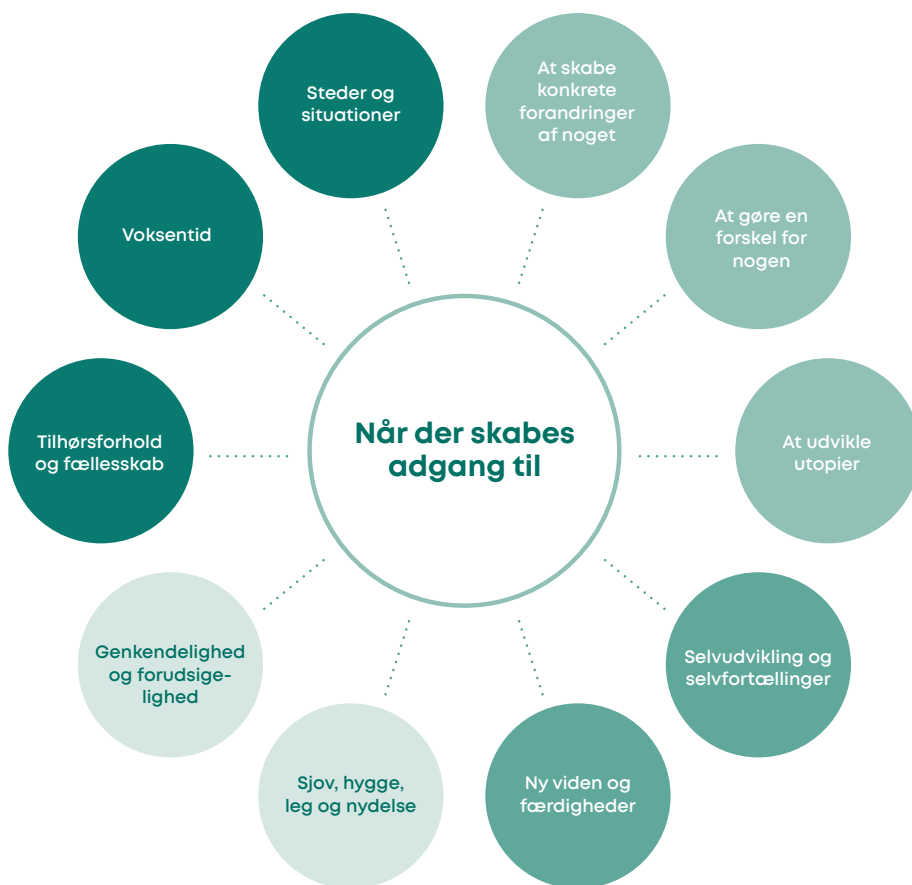 Når der skabes
adgang til
At skabe
konkrete
forandringer
af noget
At gøre en
forskel for
nogen
At udvikle
utopier
Selvudvikling og
selvfortællinger
Ny viden og
færdigheder
Sjov, hygge,
leg og nydelse
Genkendelighed
og forudsige-
lighed
Tilhørsforhold
og fællesskab
Voksentid
Steder og
situationer